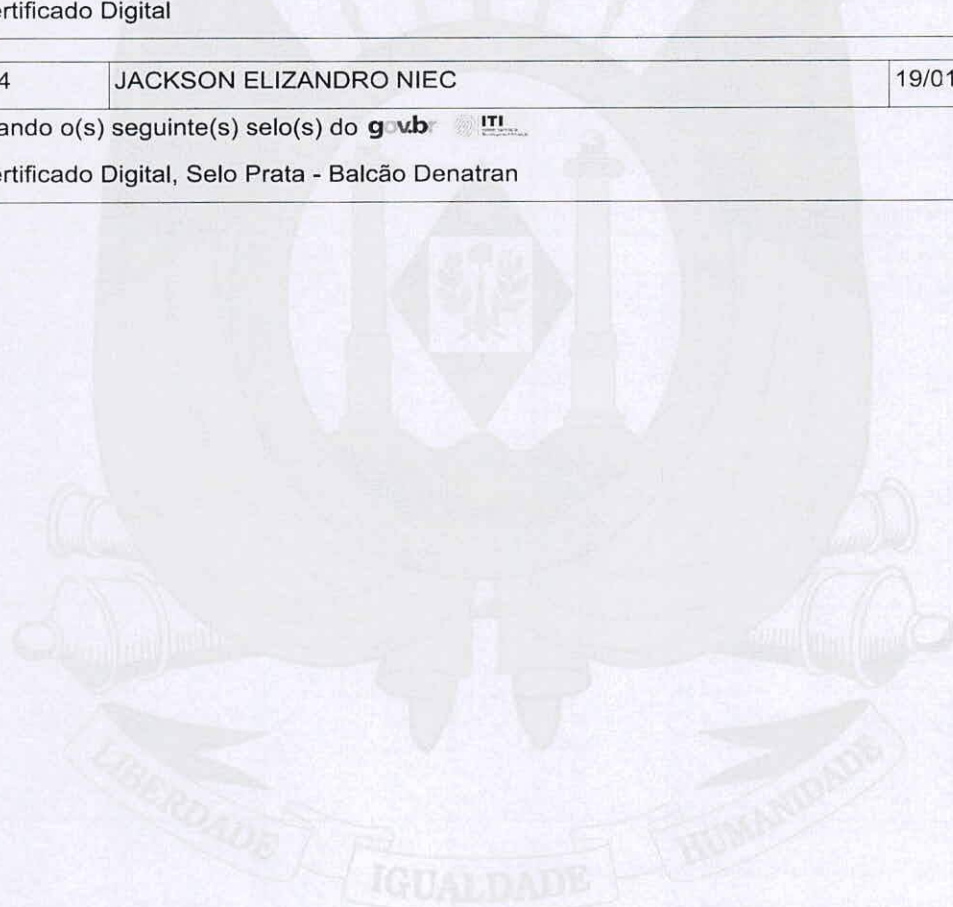 ertificado Digital
4 JACKSON ELIZANDRO NIEC 19/01
ando o(s) seguinte(s) selo(s) do gov.br ITI
ertificado Digital, Selo Prata - Balcão Denatran
LIBERDADE
IGUALDADE
HUMANIDADE